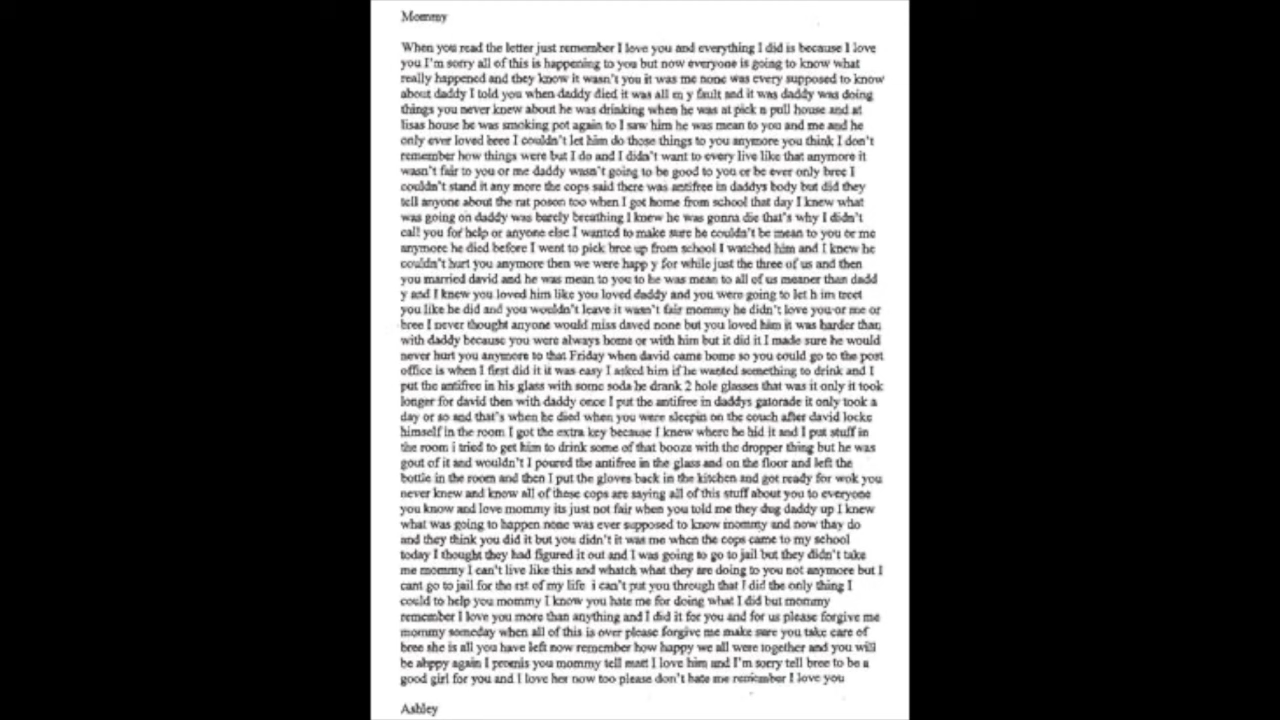 Mommy
When you read the letter just remember I love you and everything I did is because I love
you I'm sorry all of this is happening to you but now everyone is going to know what
really happened and they know it wasn't you it was me none was every supposed to know
about daddy I told you when daddy died it was all m y fault and it was daddy was doing
things you never knew about he was drinking when he was at pick n pull house and at
lisas house he was smoking pot again to I saw him he was mean to you and me and he
only ever loved bree I couldn't let him do those things to you anymore you think I don't
remember how things were but I do and I didn't want to every live like that anymore it
wasn't fair to you or me daddy wasn't going to be good to you or be ever only bree I
couldn't stand it any more the cops said there was antifree in daddys body but did they
tell anyone about the rat poson too when I got home from school that day I knew what
was going on daddy was barely breathing I knew he was gonna die that's why I didn't
call you for help or anyone else I wanted to make sure he couldn't be mean to you or me
anymore he died before I went to pick bree up from school I watched him and I knew he
couldn't hurt you anymore then we were happ y for while just the three of us and then
you married david and he was mean to you to he was mean to all of us meaner than dadd
y and I knew you loved him like you loved daddy and you were going to let h im treet
you like he did and you wouldn't leave it wasn't fair mommy he didn't love you or me or
bree I never thought anyone would miss daved none but you loved him it was harder than
with daddy because you were always home or with him but it did it I made sure he would
never hurt you anymore to that Friday when david came home so you could go to the post
office is when I first did it it was easy I asked him if he wanted something to drink and I
put the antifree in his glass with some soda he drank 2 hole glasses that was it only it took
longer for david then with daddy once I put the antifree in daddys gatorade it only took a
day or so and that's when he died when you were sleepin on the couch after david locke
himself in the room I got the extra key because I knew where he hid it and I put stuff in
the room i tried to get him to drink some of that booze with the dropper thing but he was
gout of it and wouldn't I poured the antifree in the glass and on the floor and left the
bottle in the room and then I put the gloves back in the kitchen and got ready for wok you
never knew and know all of these cops are saying all of this stuff about you to everyone
you know and love mommy its just not fair when you told me they dug daddy up I knew
what was going to happen none was ever supposed to know mommy and now thay do
and they think you did it but you didn't it was me when the cops came to my school
today I thought they had figured it out and I was going to go to jail but they didn't take
me mommy I can't live like this and whatch what they are doing to you not anymore but I
cant go to jail for the rst of my life i can't put you through that I did the only thing I
could to help you mommy I know you hate me for doing what I did but mommy
remember I love you more than anything and I did it for you and for us please forgive me
mommy someday when all of this is over please forgive me make sure you take care of
bree she is all you have left now remember how happy we all were together and you will
be ahppy again I promis you mommy tell matt I love him and I'm sorry tell bree to be a
good girl for you and I love her now too please don't hate me remember I love you
Ashley